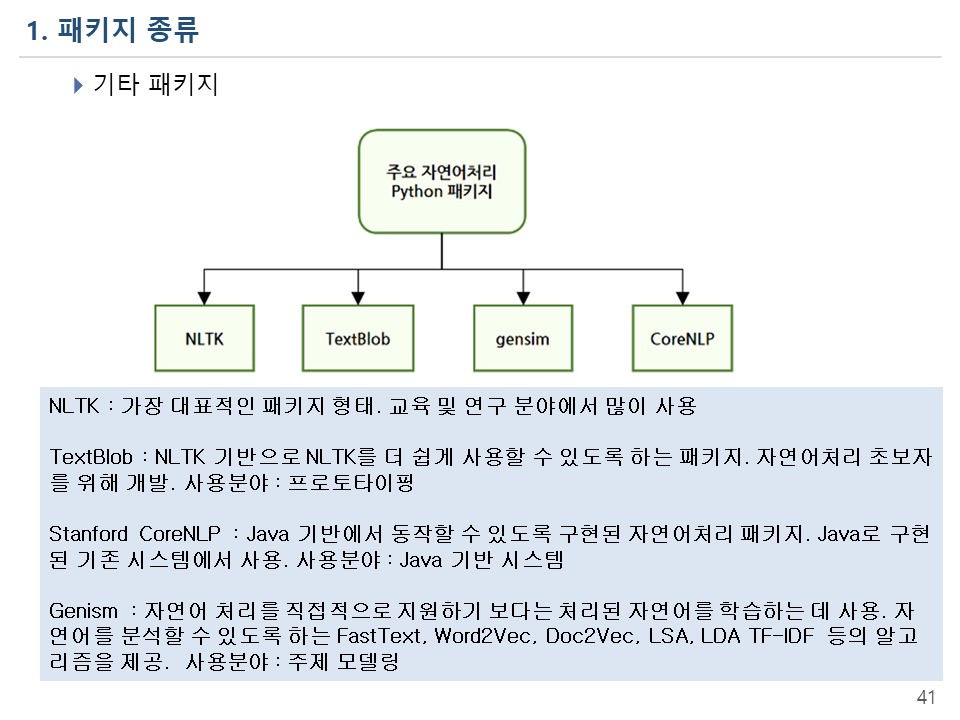 1. 패키지 종류
기타 패키지
주요 자연어처리
Python 패키지
NLTK
TextBlob
gensim
CoreNLP
NLTK : 가장 대표적인 패키지 형태. 교육 및 연구 분야에서 많이 사용
TextBlob : NLTK 기반으로 NLTK를 더 쉽게 사용할 수 있도록 하는 패키지. 자연어처리 초보자
를 위해 개발. 사용분야 : 프로토타이핑
Stanford CoreNLP : Java 기반에서 동작할 수 있도록 구현된 자연어처리 패키지. Java로 구현
된 기존 시스템에서 사용. 사용분야 : Java 기반 시스템
Genism : 자연어 처리를 직접적으로 지원하기 보다는 처리된 자연어를 학습하는 데 사용. 자
연어를 분석할 수 있도록 하는 FastText, Word2Vec, Doc2Vec, LSA, LDA TF-IDF 등의 알고
리즘을 제공. 사용분야 : 주제 모델링
41